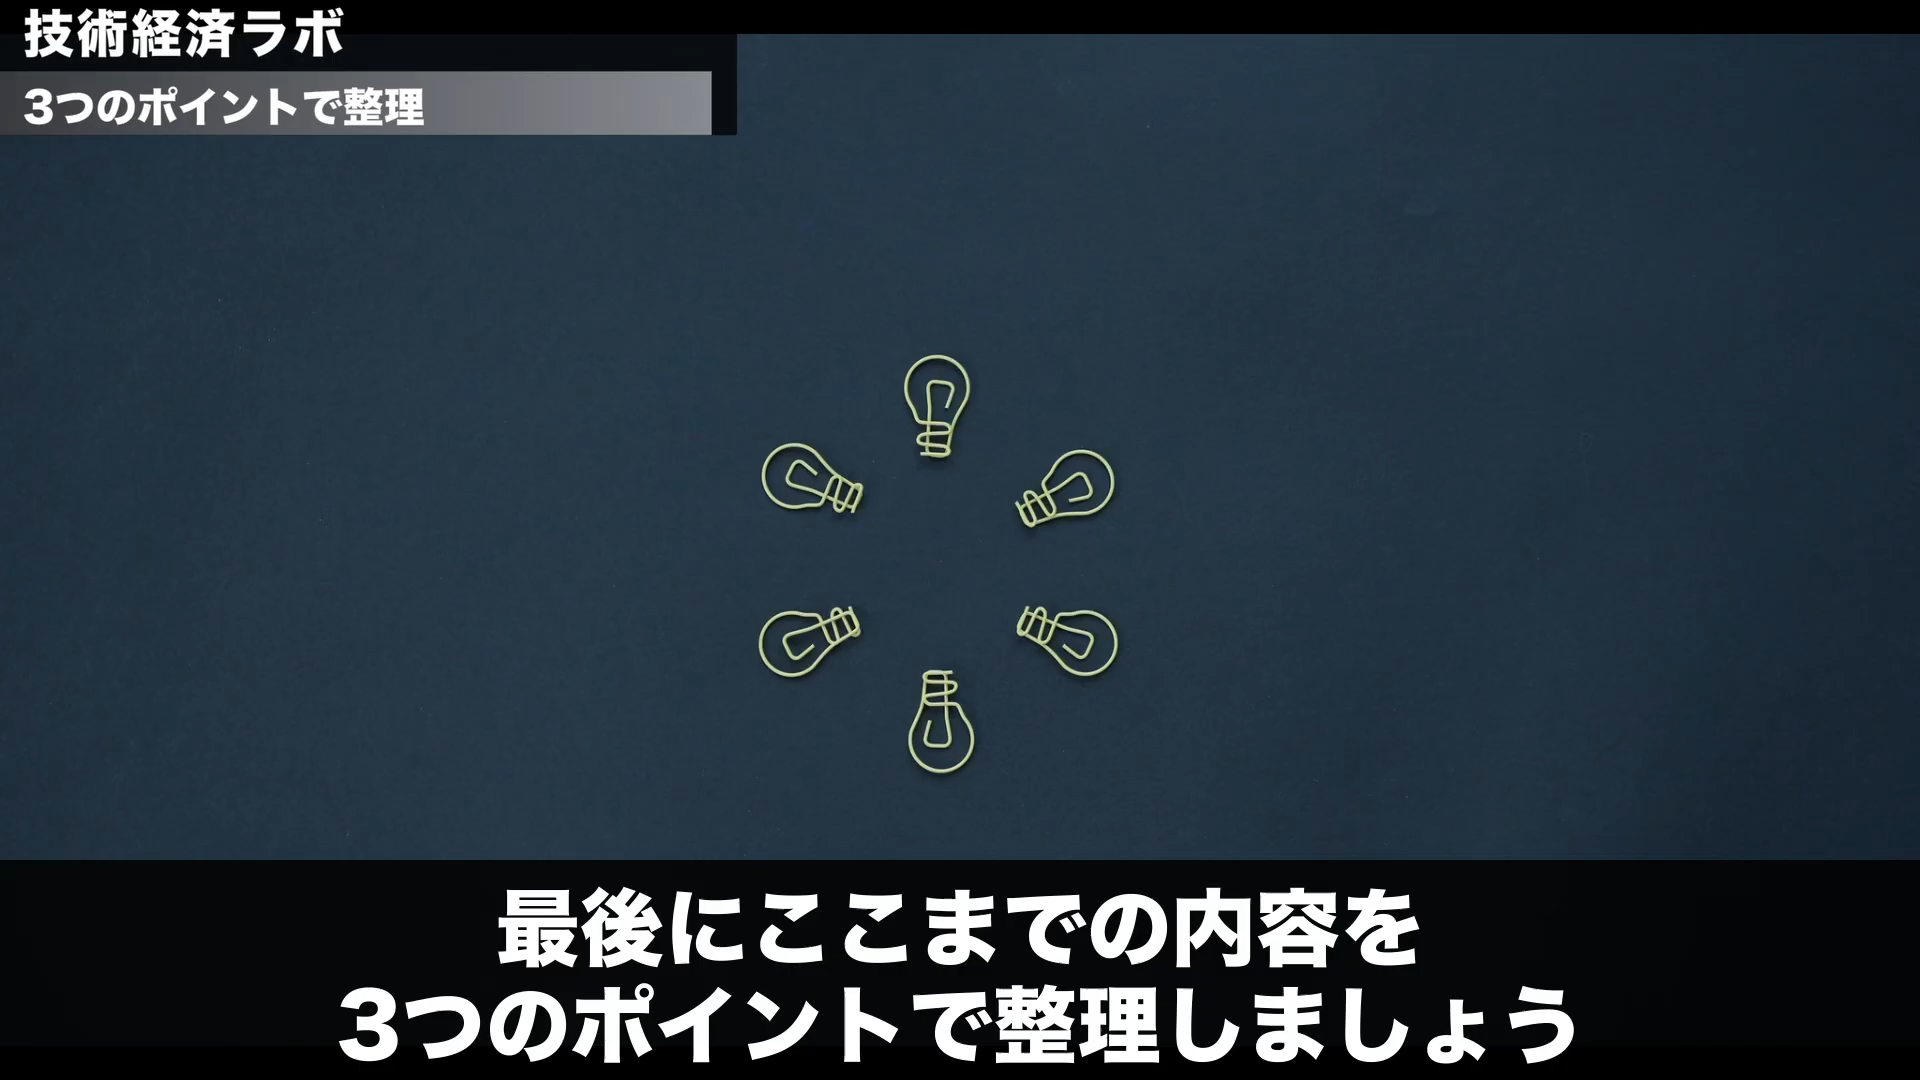 技術経済ラボ
3つのポイントで整理
最後にここまでの内容を
3つのポイントで整理しましょう